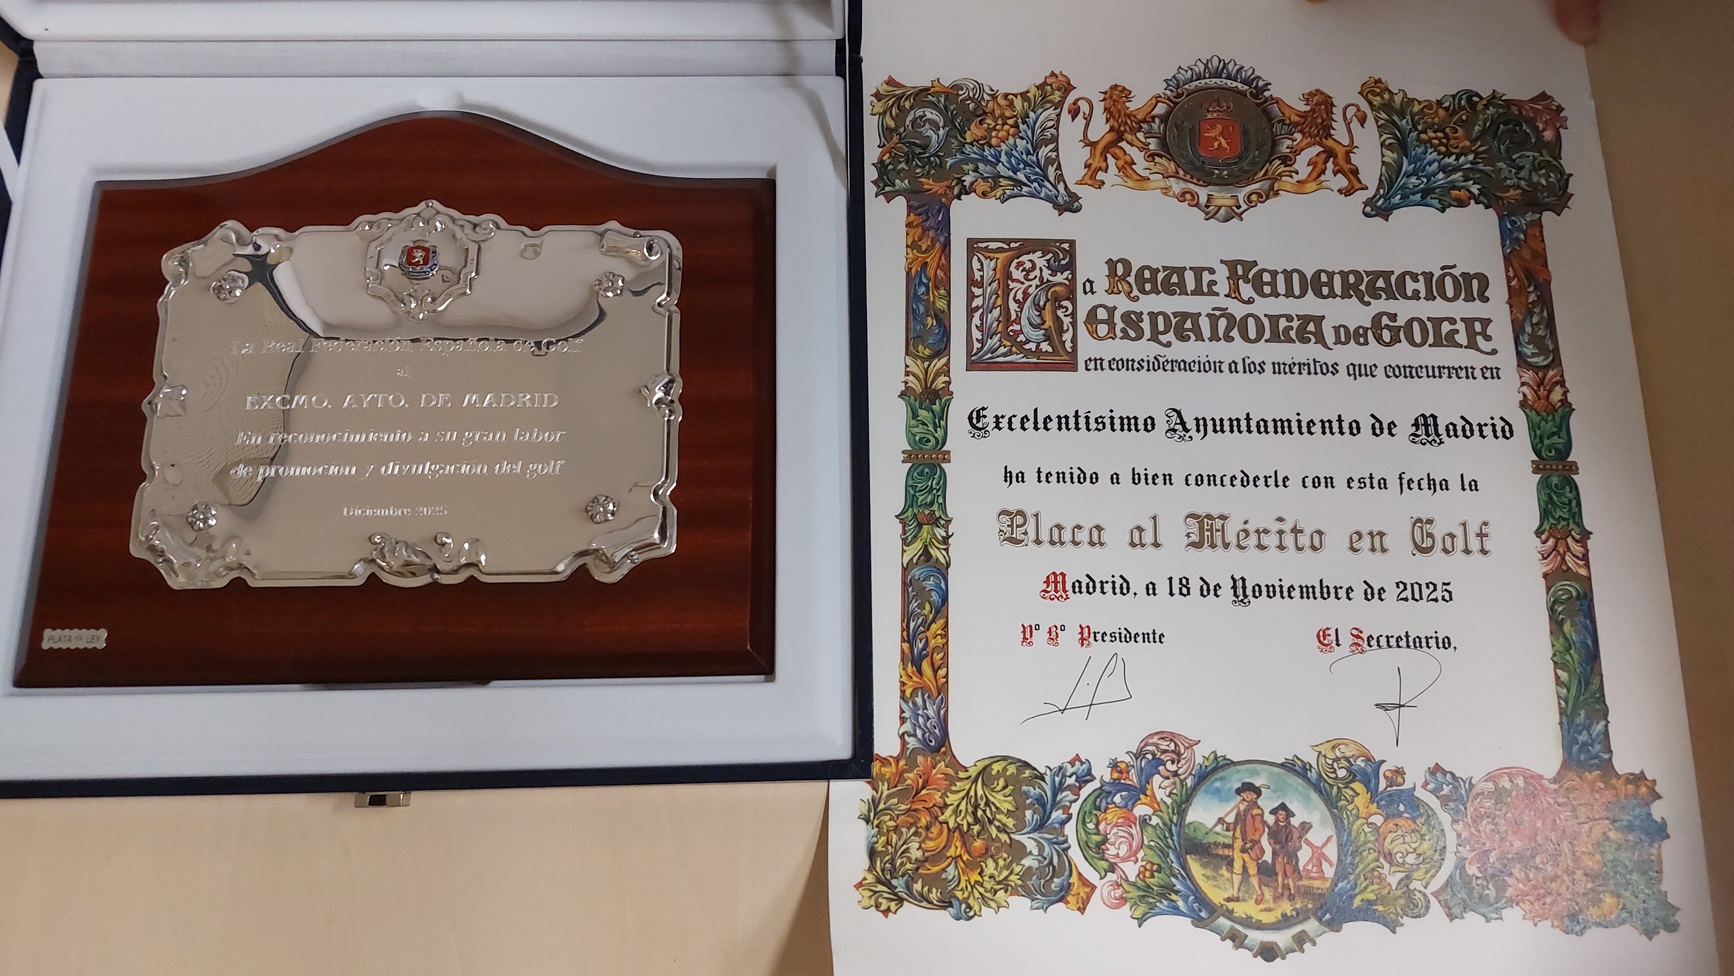 La Real Federación Española de Golf
al
EXCMO. AYTO. DE MADRID
En reconocimiento a su gran labor
de promocion y divulgación del golf
Diciembre 2025
PLATA 1ª LEY
La Real Federación
Española de Golf
en consideración a los méritos que concurren en
Excelentísimo Ayuntamiento de Madrid
ha tenido a bien concederle con esta fecha la
Placa al Mérito en Golf
Madrid, a 18 de Noviembre de 2025
Vº Bº Presidente
El Secretario,